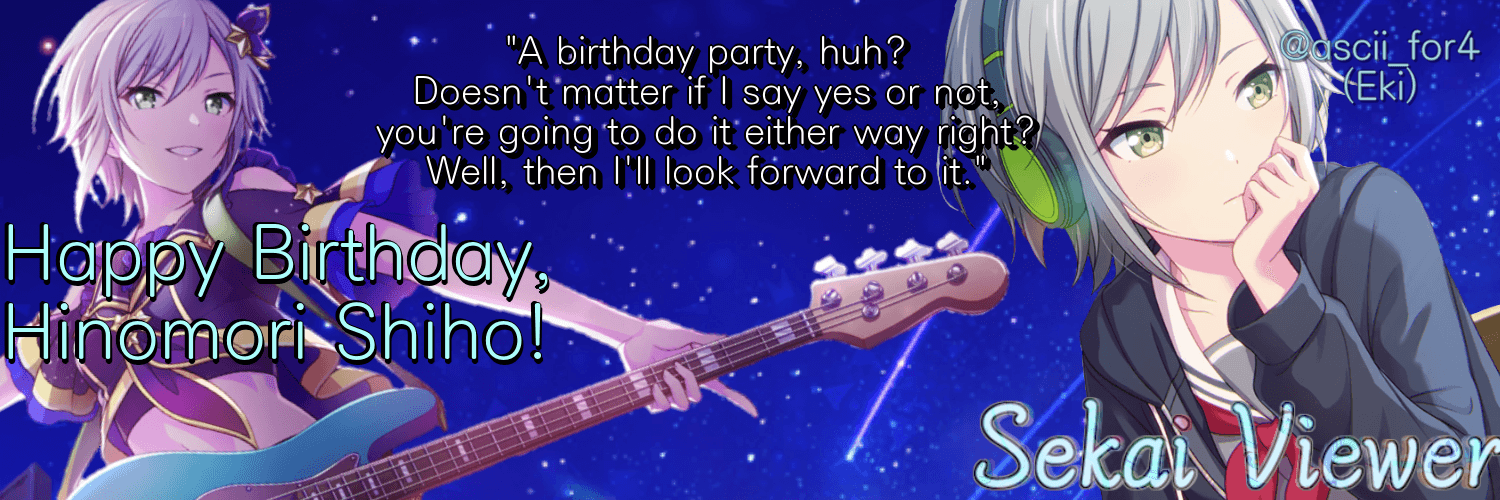 "A birthday party, huh?
Doesn't matter if I say yes or not,
you're going to do it either way right?
Well, then I'll look forward to it."
@ascii_for4
(Eki)
Happy Birthday,
Hinomori Shiho!
Sekai Viewer